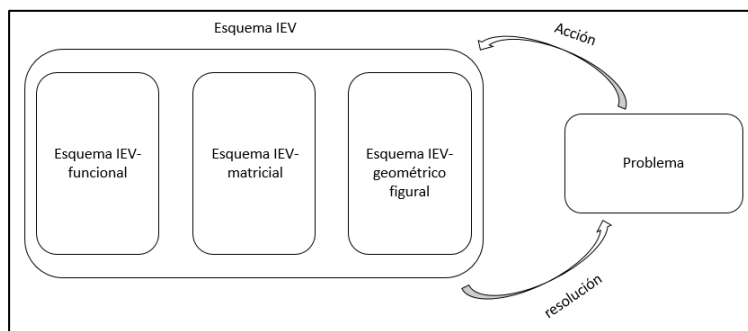 Esquema IEV
Acción
Esquema IEV-
funcional
Esquema IEV-
matricial
Esquema IEV-
geométrico
figural
Problema
resolución